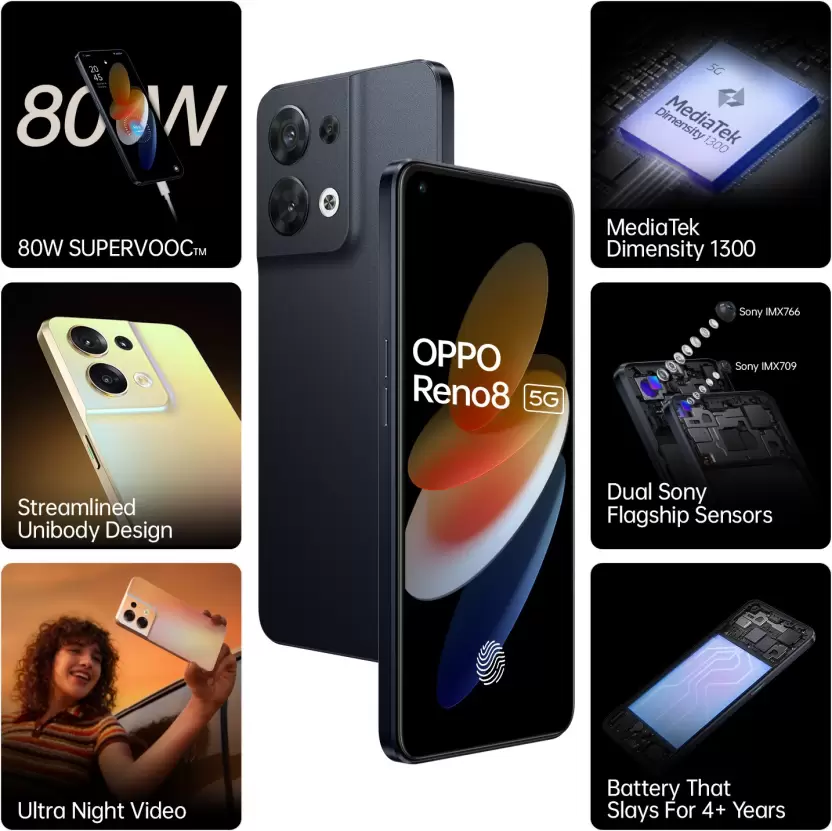 80W
20
45
80W SUPERVOOC™
Streamlined
Unibody Design
Ultra Night Video
OPPO
Reno8 5G
5G
MediaTek
Dimensity 1300
MediaTek
Dimensity 1300
Sony IMX766
Sony IMX709
Dual Sony
Flagship Sensors
Battery That
Slays For 4+ Years